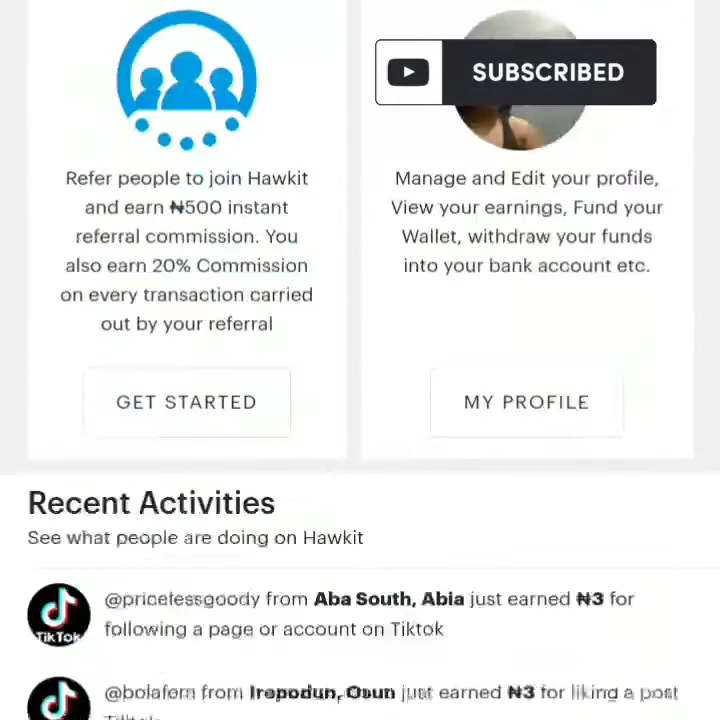 SUBSCRIBED
Refer people to join Hawkit
and earn ₦500 instant
referral commission. You
also earn 20% Commission
on every transaction carried
out by your referral
GET STARTED
Manage and Edit your profile,
View your earnings, Fund your
Wallet, withdraw your funds
into your bank account etc.
MY PROFILE
Recent Activities
See what people are doing on Hawkit
TikTok
@pricelessgoody from Aba South, Abia just earned ₦3 for
following a page or account on Tiktok
@bolafora from Irepodun, Osun just earned ₦3 for liking a post